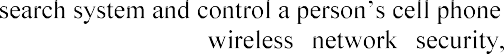 search system and control a person's cell phone
wireless network security,